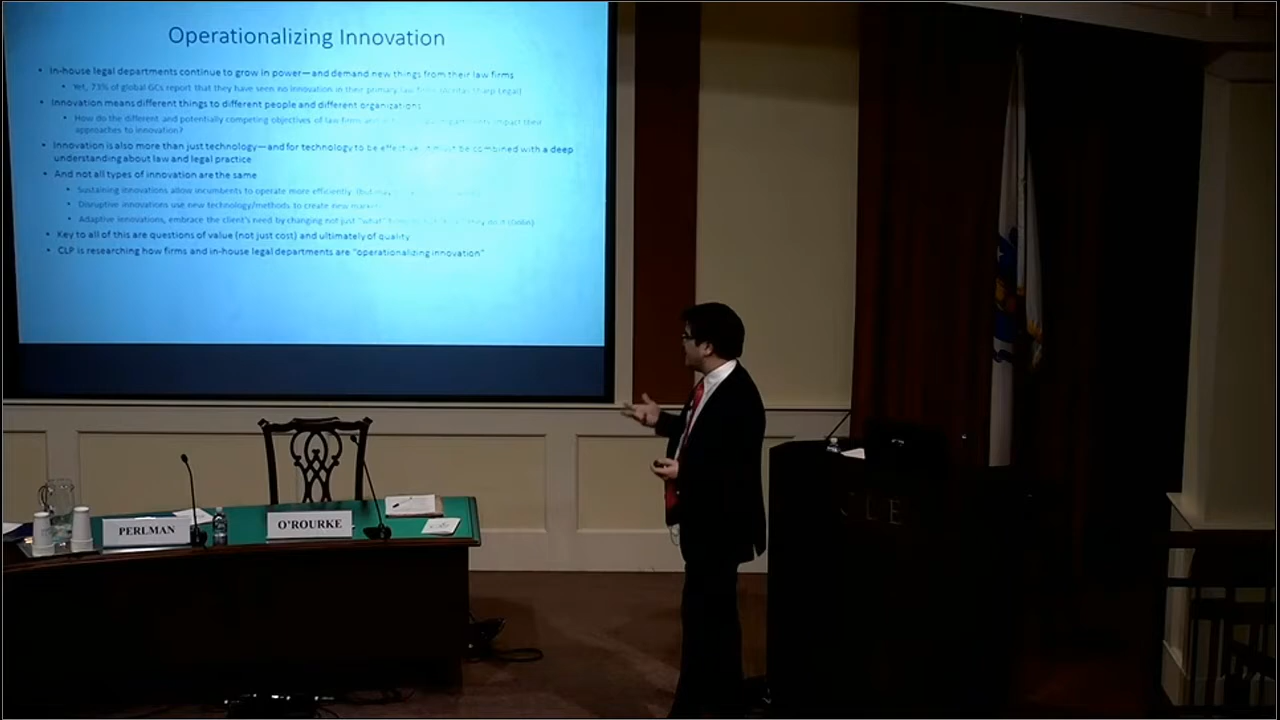 Operationalizing Innovation
• In-house legal departments continue to grow in power—and demand new things from their law firms
• Yet, 73% of global GCs report that they have seen no innovation in their primary law
• Innovation means different things to different people and different organizations
• How do the different and potentially competing objectives of law firms and impact their
approaches to innovation?
• Innovation is also more than just technology—and for technology to be effective, it must be combined with a deep
understanding about law and legal practice
• And not all types of innovation are the same
• Sustaining innovations allow incumbents to operate more efficiently (but may
• Disruptive innovations use new technology/methods to create new
• Adaptive innovations, embrace the client's need by changing not just "what" they do it
• Key to all of this are questions of value (not just cost) and ultimately of quality
• CLP is researching how firms and in-house legal departments are "operationalizing innovation"
PERLMAN
O'ROURKE
CLE